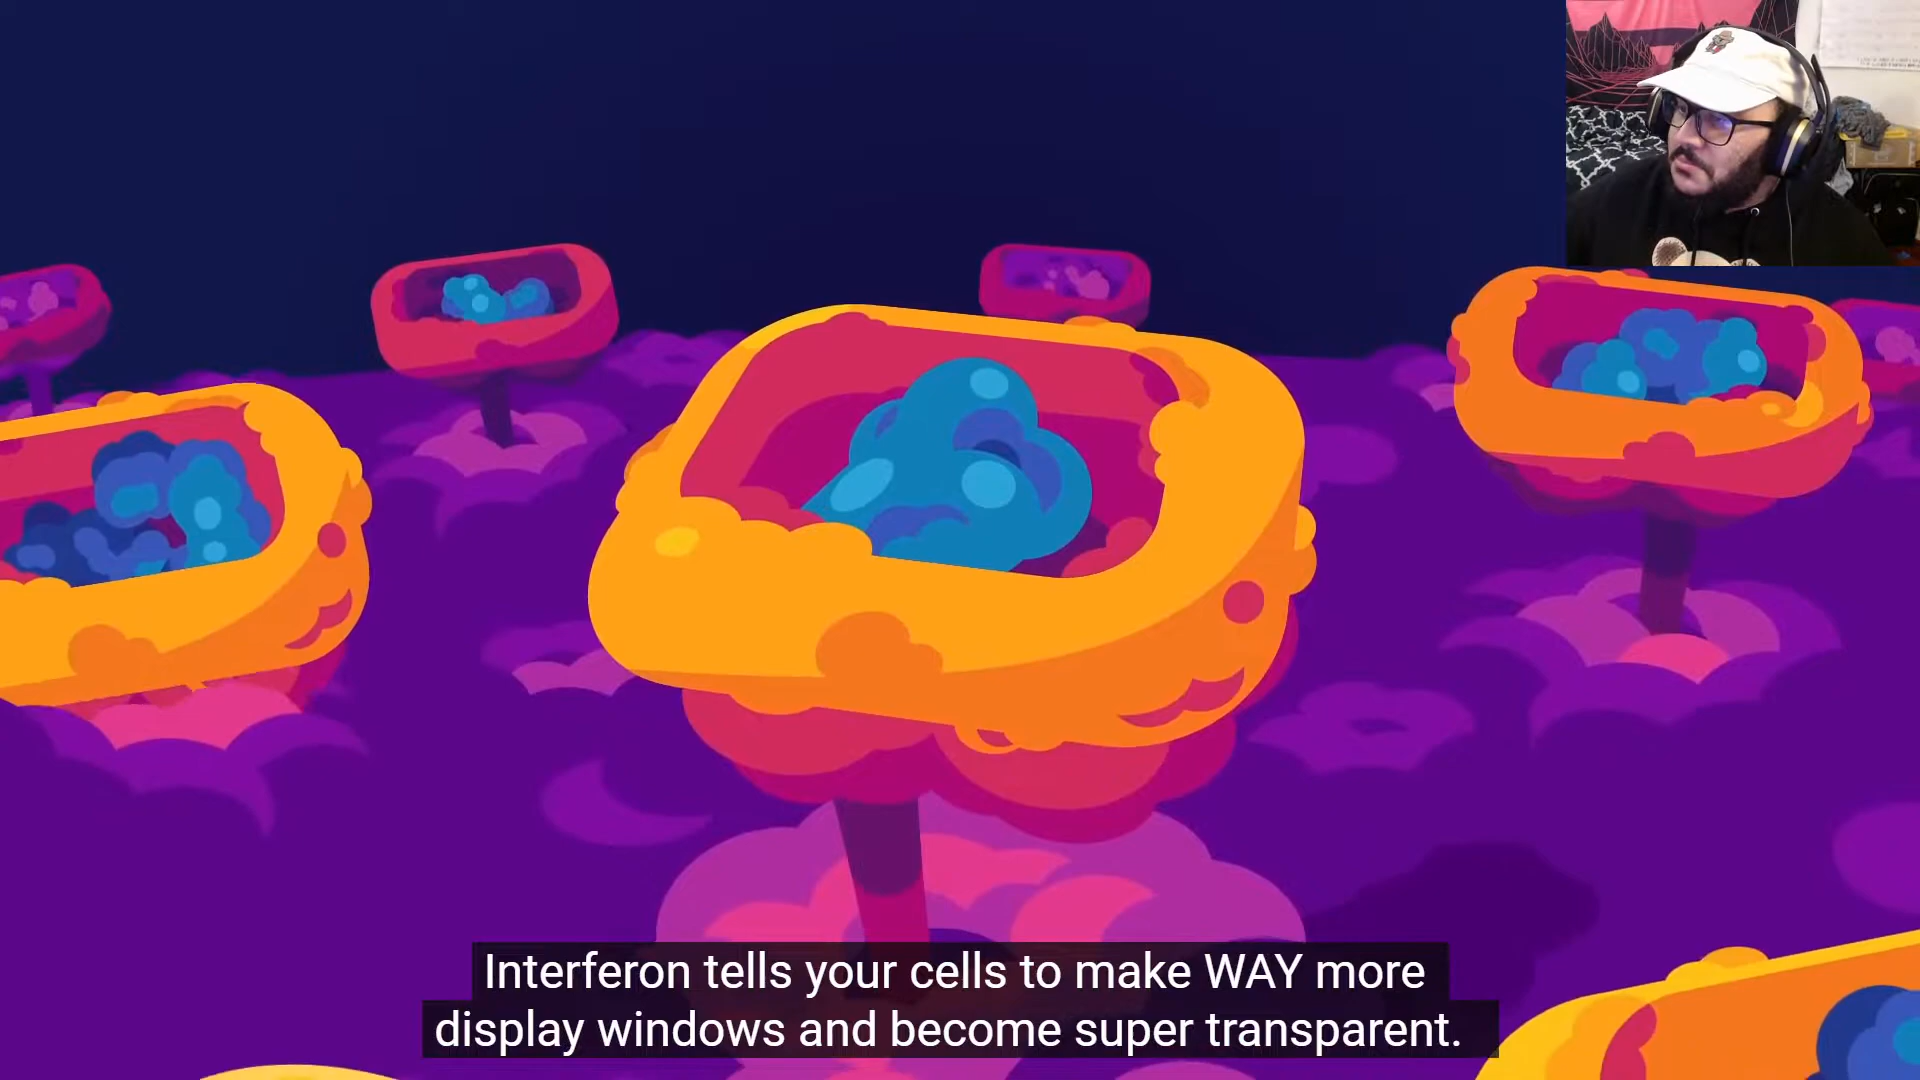 Interferon tells your cells to make WAY more
display windows and become super transparent.